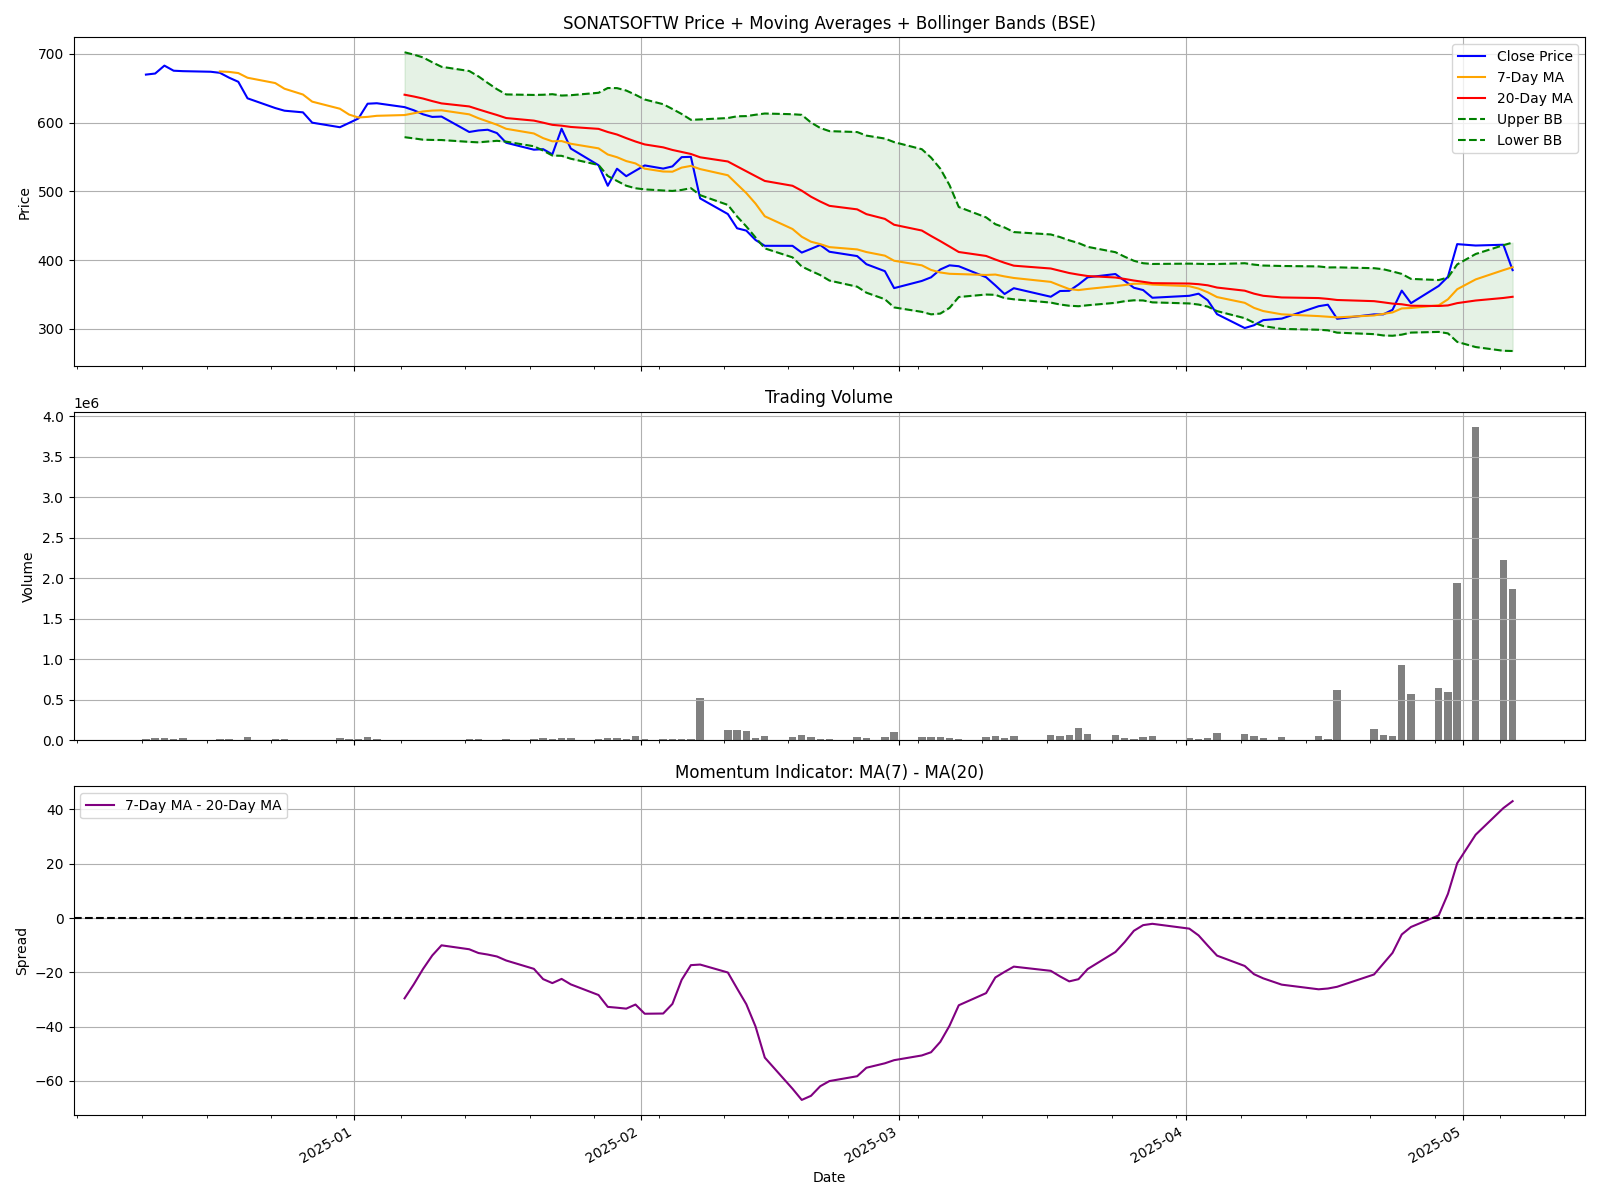 SONATSOFTW Price + Moving Averages + Bollinger Bands (BSE)
700
600
500
400
300
Price
Close Price
7-Day MA
20-Day MA
Upper BB
Lower BB
Trading Volume
1e6
4.0
3.5
3.0
2.5
2.0
1.5
1.0
0.5
0.0
Volume
Momentum Indicator: MA(7) - MA(20)
7-Day MA - 20-Day MA
40
20
0
−20
−40
−60
Spread
2025-01
2025-02
2025-03
2025-04
2025-05
Date